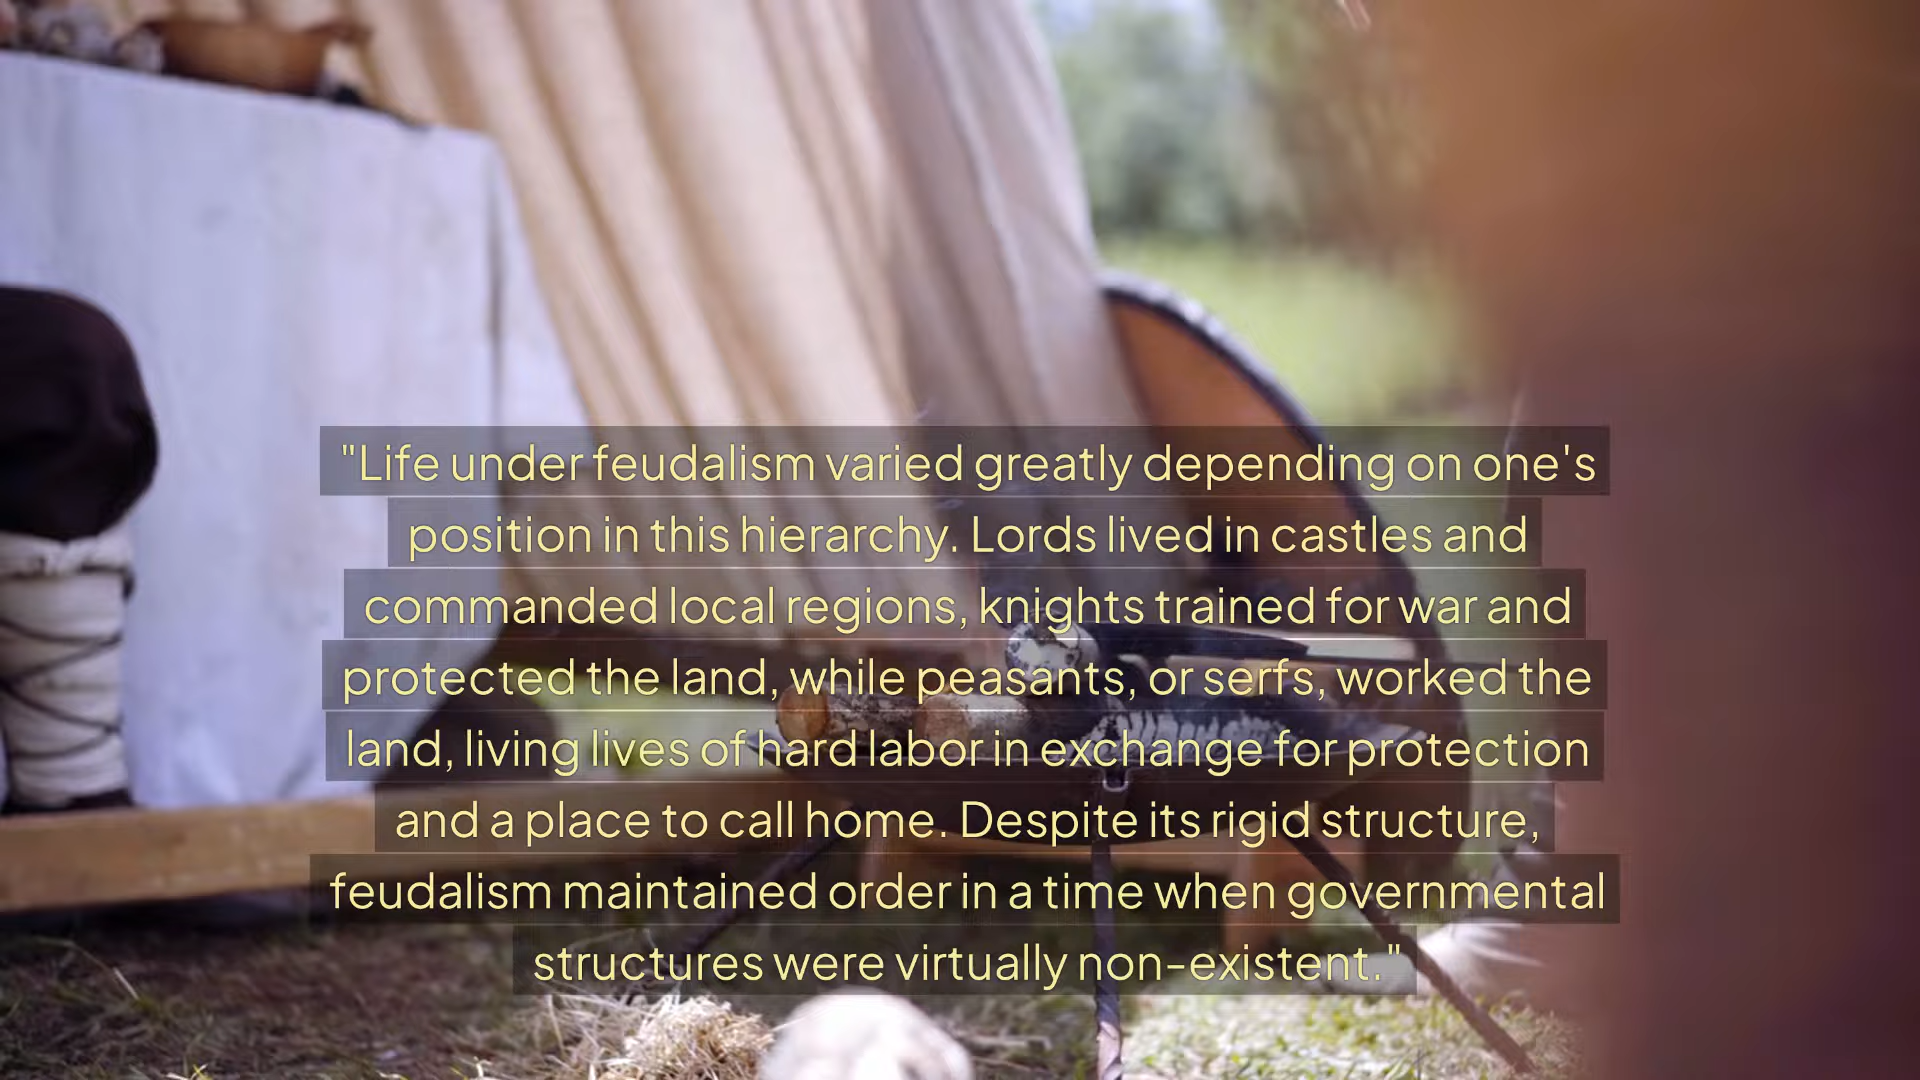 "Life under feudalism varied greatly depending on one's
position in this hierarchy. Lords lived in castles and
commanded local regions, knights trained for war and
protected the land, while peasants, or serfs, worked the
land, living lives of hard labor in exchange for protection
and a place to call home. Despite its rigid structure,
feudalism maintained order in a time when governmental
structures were virtually non-existent."